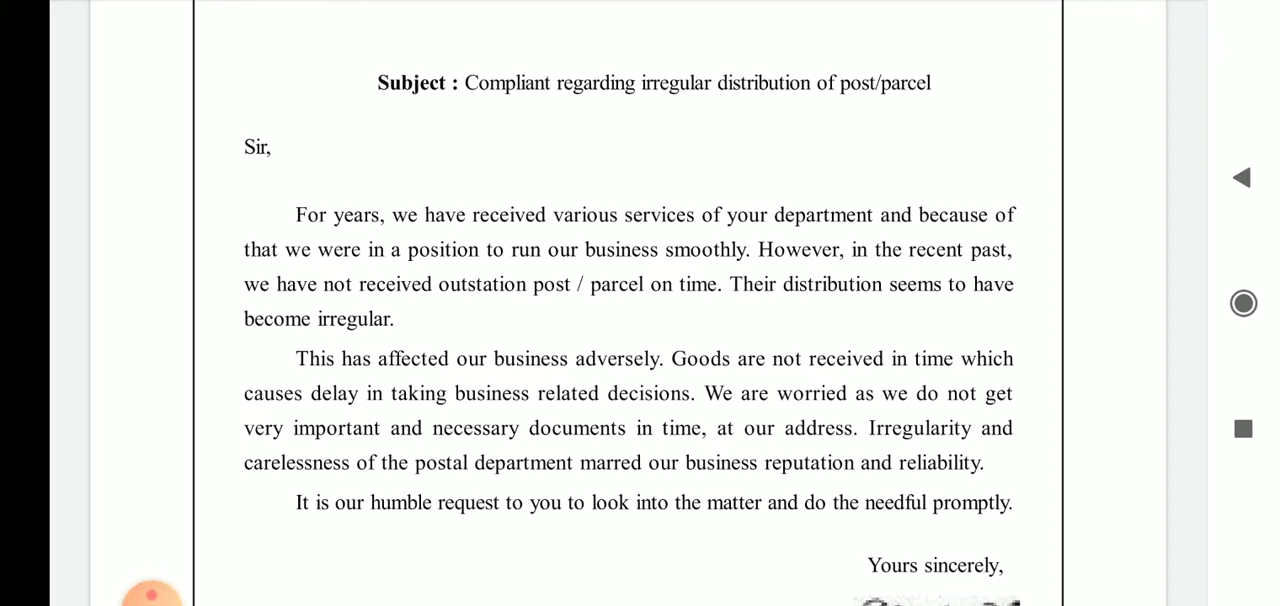 Subject : Compliant regarding irregular distribution of post/parcel
Sir,
For years, we have received various services of your department and because of
that we were in a position to run our business smoothly. However, in the recent past,
we have not received outstation post / parcel on time. Their distribution seems to have
become irregular.
This has affected our business adversely. Goods are not received in time which
causes delay in taking business related decisions. We are worried as we do not get
very important and necessary documents in time, at our address. Irregularity and
carelessness of the postal department marred our business reputation and reliability.
It is our humble request to you to look into the matter and do the needful promptly.
Yours sincerely,